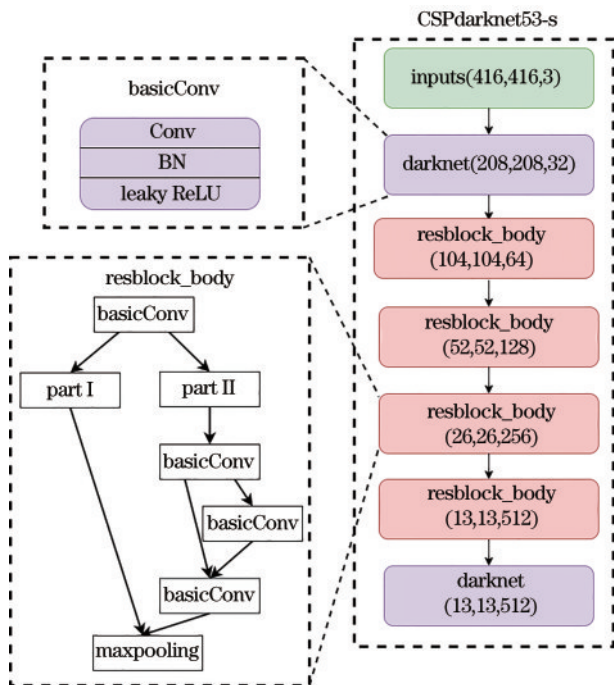 CSPdarknet53-s
inputs(416,416,3)
darknet(208,208,32)
resblock_body
(104,104,64)
resblock_body
(52,52,128)
resblock_body
(26,26,256)
resblock_body
(13,13,512)
darknet
(13,13,512)
basicConv
Conv
BN
leaky ReLU
resblock_body
basicConv
part I
part II
basicConv
basicConv
basicConv
maxpooling